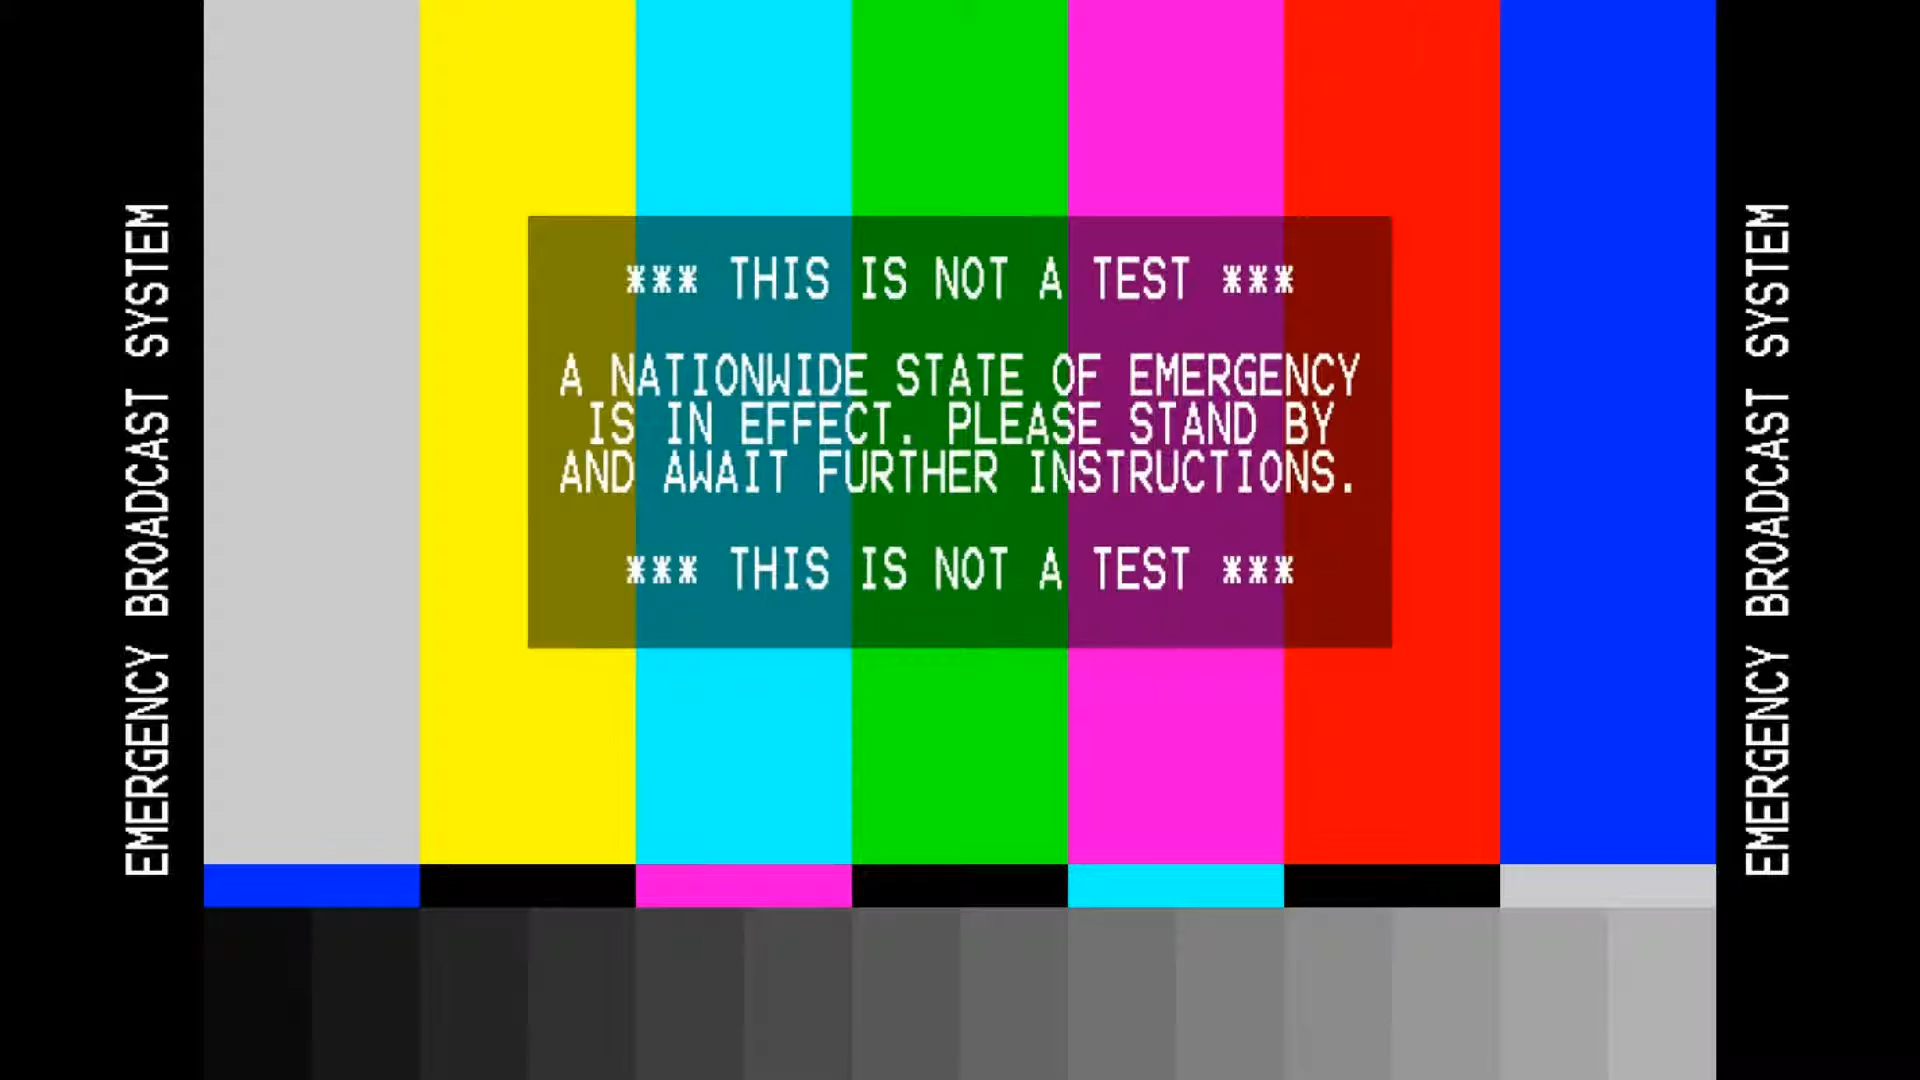 EMERGENCY BROADCAST SYSTEM
*** THIS IS NOT A TEST ***
A NATIONWIDE STATE OF EMERGENCY
IS IN EFFECT. PLEASE STAND BY
AND AWAIT FURTHER INSTRUCTIONS.
*** THIS IS NOT A TEST ***
EMERGENCY BROADCAST SYSTEM